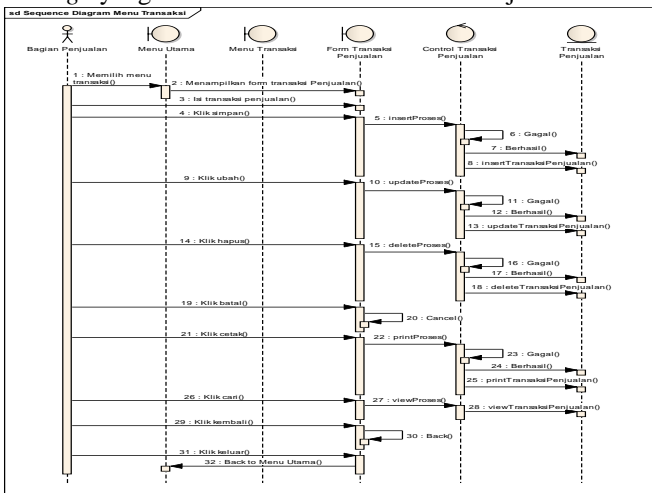 sd Sequence Diagram Menu Transaksi
Bagian Penjualan
Menu Utama
Menu Transaksi
Form Transaksi
Penjualan
Control Transaksi
Penjualan
Transaksi
Penjualan
1 : Memilih menu
transaksi()
2 : Menampilkan form transaksi Penjualan()
3 : Isi transaksi penjualan()
4 : Klik simpan()
5 : insertProses()
6 : Gagal()
7 : Berhasil()
8 : insertTransaksiPenjualan()
9 : Klik ubah()
10 : updateProses()
11 : Gagal()
12 : Berhasil()
13 : updateTransaksiPenjualan()
14 : Klik hapus()
15 : deleteProses()
16 : Gagal()
17 : Berhasil()
18 : deleteTransaksiPenjualan()
19 : Klik batal()
20 : Cancel()
21 : Klik cetak()
22 : printProses()
23 : Gagal()
24 : Berhasil()
25 : printTransaksiPenjualan()
26 : Klik cari()
27 : viewProses()
28 : viewTransaksiPenjualan()
29 : Klik kembali()
30 : Back()
31 : Klik keluar()
32 : Back to Menu Utama()